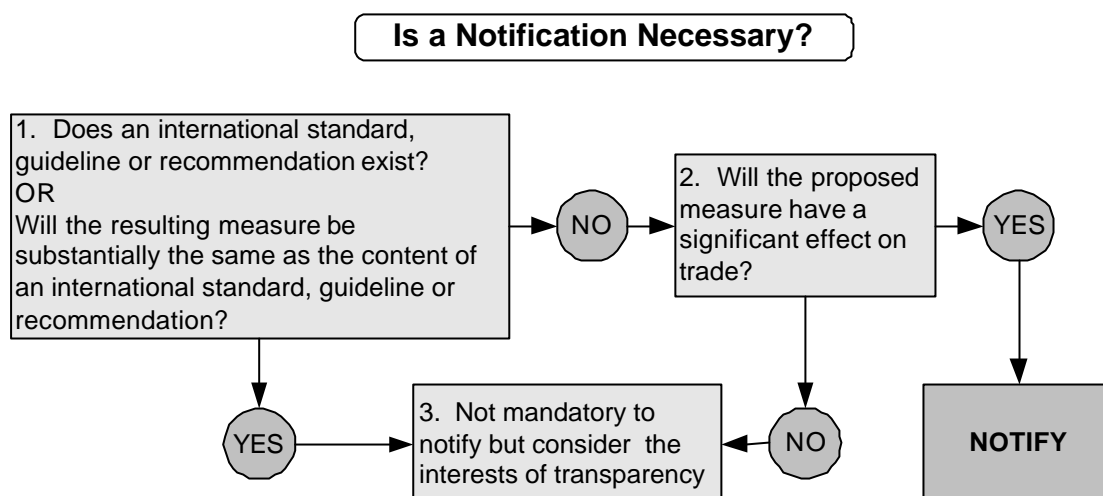 Is a Notification Necessary?
1. Does an international standard,
guideline or recommendation exist?
OR
Will the resulting measure be
substantially the same as the content of
an international standard, guideline or
recommendation?
NO
2. Will the proposed
measure have a
significant effect on
trade?
YES
YES
3. Not mandatory to
notify but consider the
interests of transparency
NO
NOTIFY